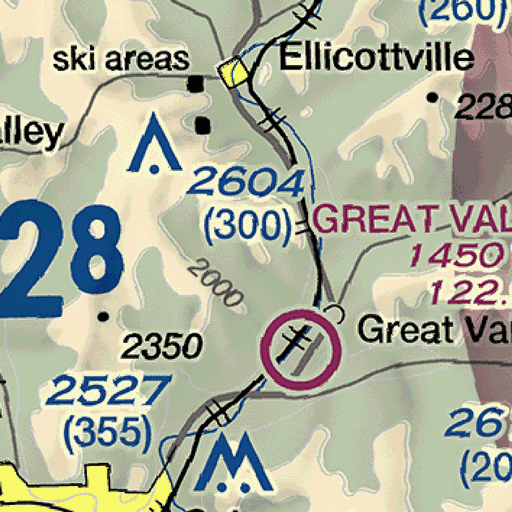 (260)
ski areas
Ellicottville
228
alley
2604
(300)
GREAT VAL
28
1450
2000
122.
Great Va
2350
2527
(355)
26
(20